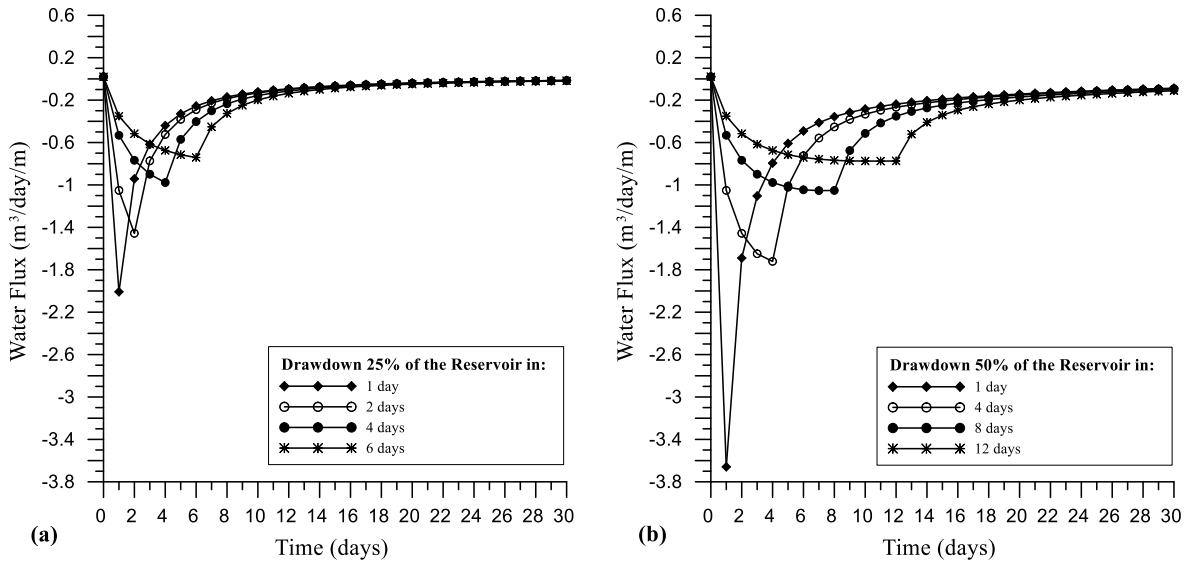 0.6
0.2
-0.2
-0.6
-1
-1.4
-1.8
-2.2
-2.6
-3
-3.4
-3.8
Water Flux (m³/day/m)
Drawdown 25% of the Reservoir in:
1 day
2 days
4 days
6 days
0 2 4 6 8 10 12 14 16 18 20 22 24 26 28 30
Time (days)
(a)
0.6
0.2
-0.2
-0.6
-1
-1.4
-1.8
-2.2
-2.6
-3
-3.4
-3.8
Water Flux (m³/day/m)
Drawdown 50% of the Reservoir in:
1 day
4 days
8 days
12 days
0 2 4 6 8 10 12 14 16 18 20 22 24 26 28 30
Time (days)
(b)